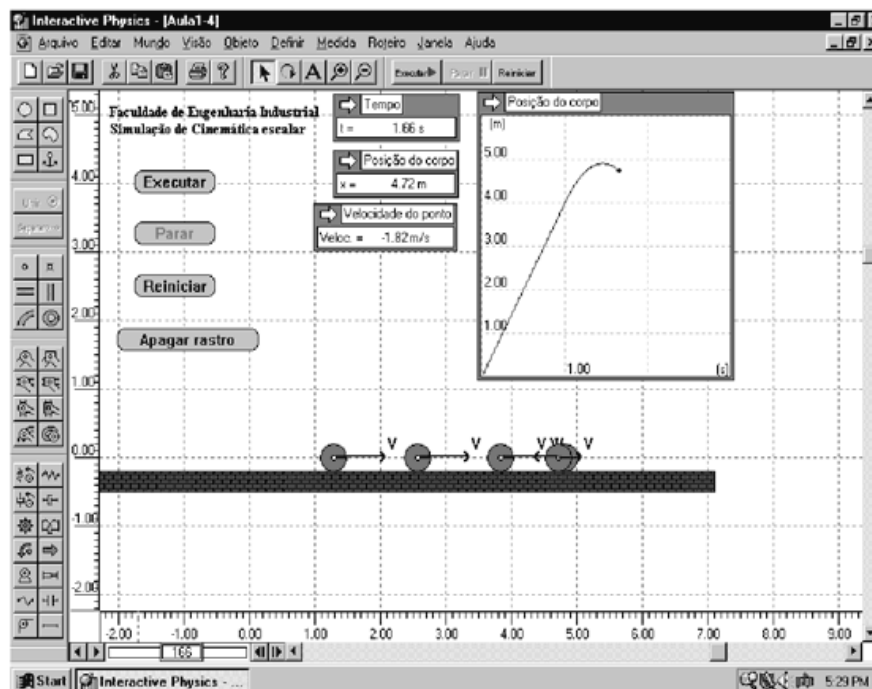 Interactive Physics - [Aula1-4]
Arquivo Editar Mundo Visão Objeto Definir Medida Roteiro Janela Ajuda
A Executar Parar Reiniciar
Faculdade de Engenharia Industrial
Simulação de Cinemática escalar
Executar
Parar
Reiniciar
Apagar rastro
Tempo
t = 1.66 s
Posição do corpo
x = 4.72 m
Velocidade do ponto
Veloc. = -1.82 m/s
Posição do corpo
[m]
5.00
4.00
3.00
2.00
1.00
1.00 [s]
5.00
4.00
3.00
2.00
1.00
0.00
-1.00
-2.00
V V V V V
-2.00 -1.00 0.00 1.00 2.00 3.00 4.00 5.00 6.00 7.00 8.00 9.00
166
Start Interactive Physics - ... 5:29 PM